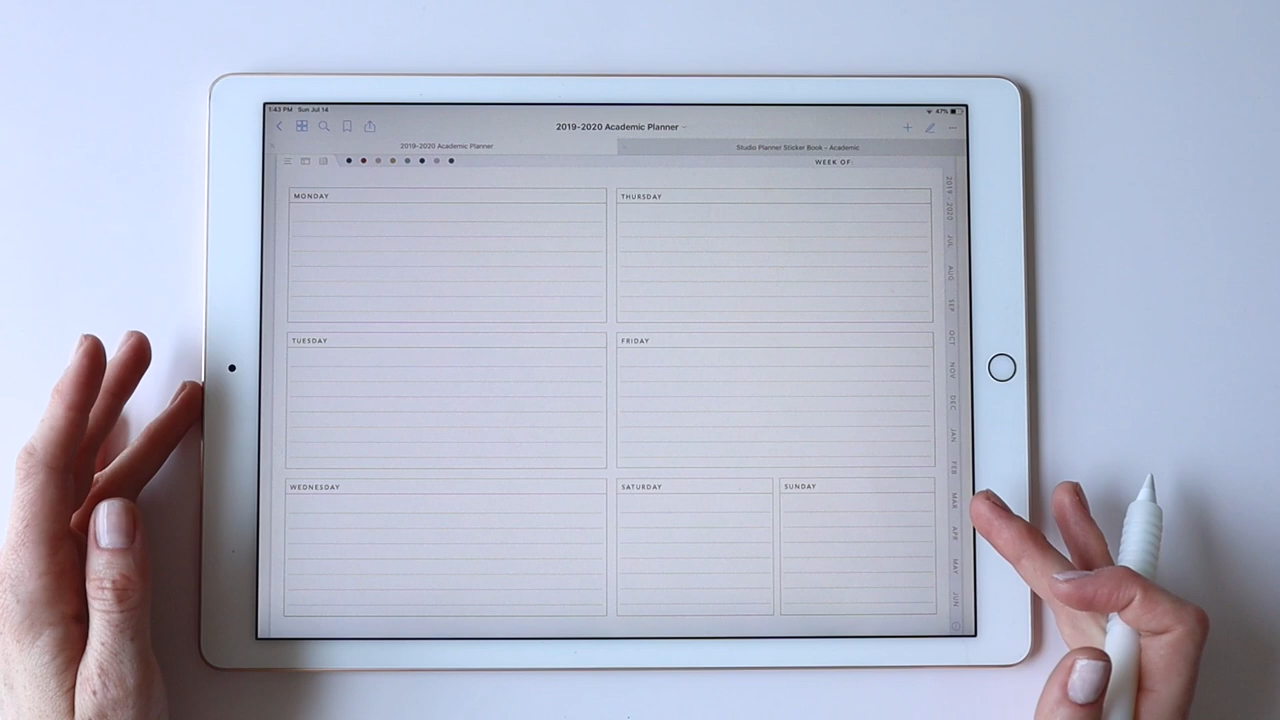 1:43 PM Sun Jul 14
47%
2019-2020 Academic Planner
2019-2020 Academic Planner
Studio Planner Sticker Book - Academic
WEEK OF:
MONDAY
THURSDAY
TUESDAY
FRIDAY
WEDNESDAY
SATURDAY
SUNDAY
2019 - 2020
JUL
AUG
SEP
OCT
NOV
DEC
JAN
FEB
MAR
APR
MAY
JUN